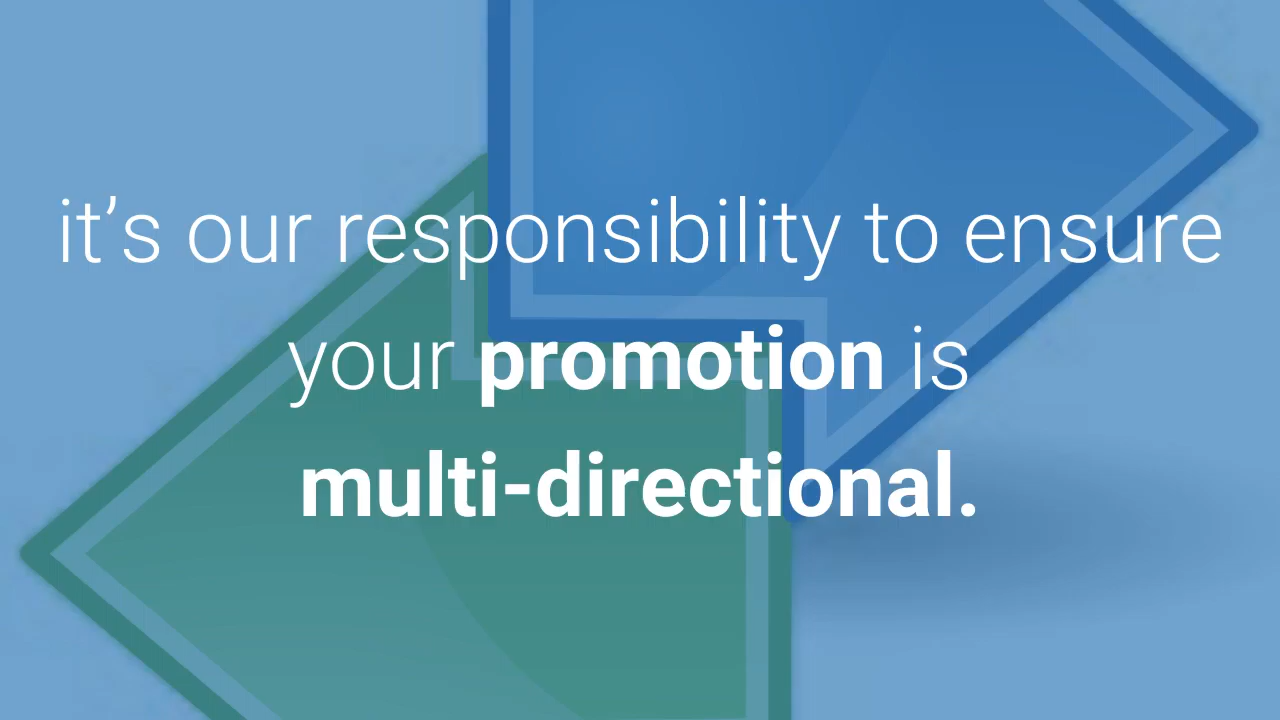 it’s our responsibility to ensure
your promotion is
multi-directional.